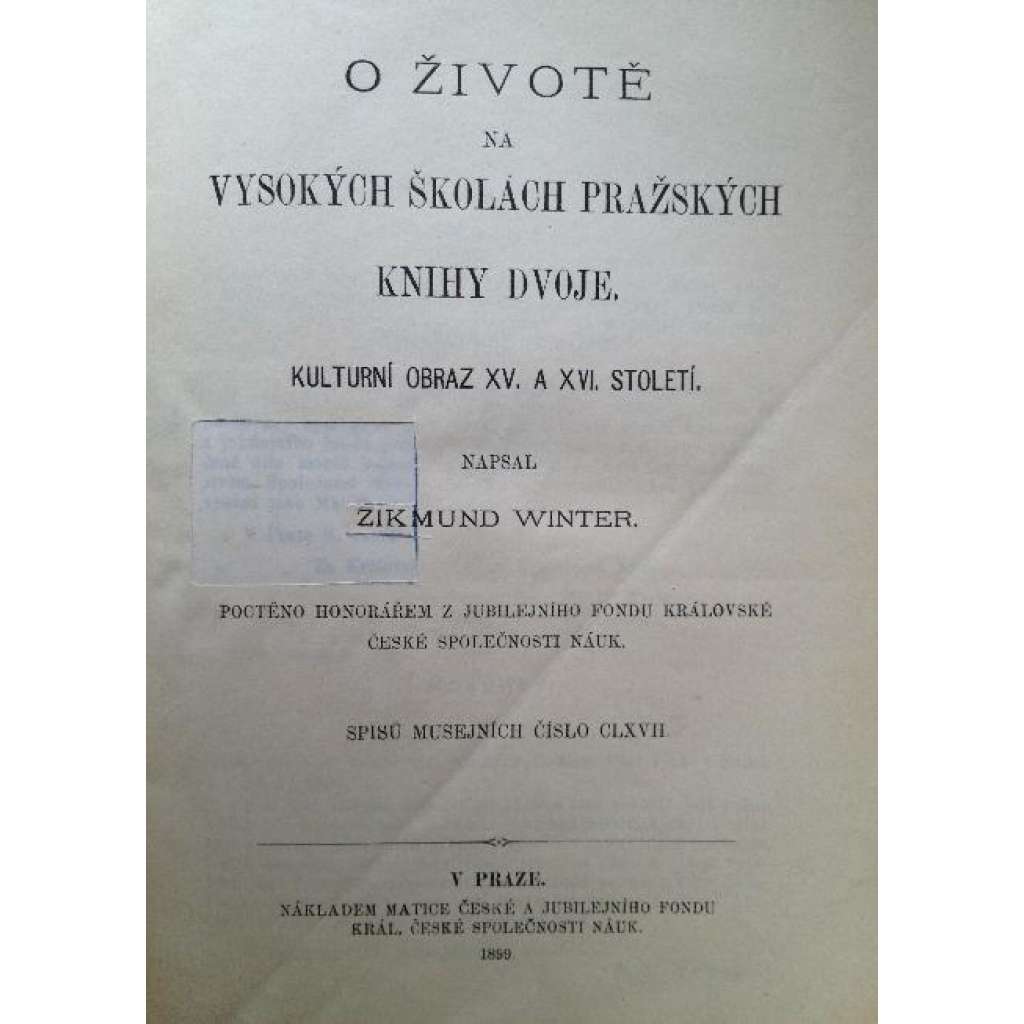 O ŽIVOTĚ
NA
VYSOKÝCH ŠKOLÁCH PRAŽSKÝCH
KNIHY DVOJE.
KULTURNÍ OBRAZ XV. A XVI. STOLETÍ.
NAPSAL
ZIKMUND WINTER.
POCTĚNO HONORÁŘEM Z JUBILEJNÍHO FONDU KRÁLOVSKÉ
ČESKÉ SPOLEČNOSTI NÁUK.
SPISŮ MUSEJNÍCH ČÍSLO CLXVII.
V PRAZE.
NÁKLADEM MATICE ČESKÉ A JUBILEJNÍHO FONDU
KRÁL. ČESKÉ SPOLEČNOSTI NÁUK.
1899